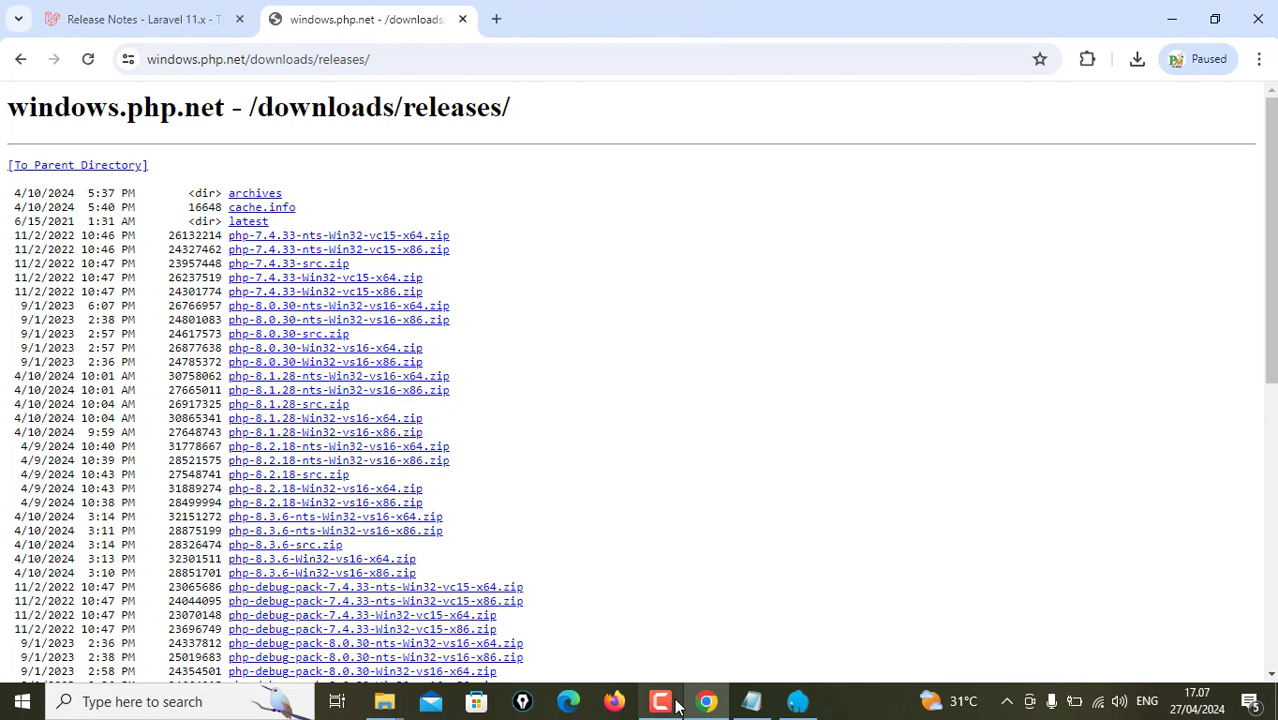 Release Notes - Laravel 11.x - T
windows.php.net - /downloads/
windows.php.net/downloads/releases/
Paused
windows.php.net - /downloads/releases/
[To Parent Directory]
4/10/2024 5:37 PM <dir> archives
4/10/2024 5:40 PM 16648 cache.info
6/15/2021 1:31 AM <dir> latest
11/2/2022 10:46 PM 26132214 php-7.4.33-nts-Win32-vc15-x64.zip
11/2/2022 10:46 PM 24327462 php-7.4.33-nts-Win32-vc15-x86.zip
11/2/2022 10:47 PM 23957448 php-7.4.33-src.zip
11/2/2022 10:47 PM 26237519 php-7.4.33-Win32-vc15-x64.zip
11/2/2022 10:47 PM 24301774 php-7.4.33-Win32-vc15-x86.zip
9/1/2023 6:07 PM 26766957 php-8.0.30-nts-Win32-vs16-x64.zip
9/1/2023 2:38 PM 24801083 php-8.0.30-nts-Win32-vs16-x86.zip
9/1/2023 2:57 PM 24617573 php-8.0.30-src.zip
9/1/2023 2:57 PM 26877638 php-8.0.30-Win32-vs16-x64.zip
9/1/2023 2:36 PM 24785372 php-8.0.30-Win32-vs16-x86.zip
4/10/2024 10:01 AM 30758062 php-8.1.28-nts-Win32-vs16-x64.zip
4/10/2024 10:01 AM 27665011 php-8.1.28-nts-Win32-vs16-x86.zip
4/10/2024 10:04 AM 26917325 php-8.1.28-src.zip
4/10/2024 10:04 AM 30865341 php-8.1.28-Win32-vs16-x64.zip
4/10/2024 9:59 AM 27648743 php-8.1.28-Win32-vs16-x86.zip
4/9/2024 10:40 PM 31778667 php-8.2.18-nts-Win32-vs16-x64.zip
4/9/2024 10:39 PM 28521575 php-8.2.18-nts-Win32-vs16-x86.zip
4/9/2024 10:43 PM 27548741 php-8.2.18-src.zip
4/9/2024 10:43 PM 31889274 php-8.2.18-Win32-vs16-x64.zip
4/9/2024 10:38 PM 28499994 php-8.2.18-Win32-vs16-x86.zip
4/10/2024 3:14 PM 32151272 php-8.3.6-nts-Win32-vs16-x64.zip
4/10/2024 3:11 PM 28875199 php-8.3.6-nts-Win32-vs16-x86.zip
4/10/2024 3:14 PM 28326474 php-8.3.6-src.zip
4/10/2024 3:13 PM 32301511 php-8.3.6-Win32-vs16-x64.zip
4/10/2024 3:10 PM 28851701 php-8.3.6-Win32-vs16-x86.zip
11/2/2022 10:47 PM 23065686 php-debug-pack-7.4.33-nts-Win32-vc15-x64.zip
11/2/2022 10:47 PM 24044095 php-debug-pack-7.4.33-nts-Win32-vc15-x86.zip
11/2/2022 10:47 PM 23070148 php-debug-pack-7.4.33-Win32-vc15-x64.zip
11/2/2022 10:47 PM 23696749 php-debug-pack-7.4.33-Win32-vc15-x86.zip
9/1/2023 2:36 PM 24337812 php-debug-pack-8.0.30-nts-Win32-vs16-x64.zip
9/1/2023 2:38 PM 25019683 php-debug-pack-8.0.30-nts-Win32-vs16-x86.zip
9/1/2023 2:58 PM 24354501 php-debug-pack-8.0.30-Win32-vs16-x64.zip
Type here to search
31°C
ENG
17.07
27/04/2024
5